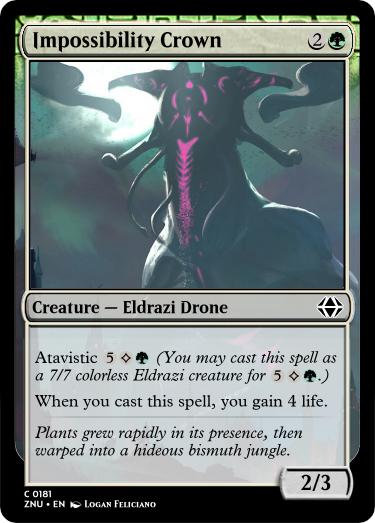 Impossibility Crown 2
Creature — Eldrazi Drone
Atavistic 5 (You may cast this spell as
a 7/7 colorless Eldrazi creature for 5 .)
When you cast this spell, you gain 4 life.
Plants grew rapidly in its presence, then
warped into a hideous bismuth jungle.
2/3
C 0181
ZNU • EN Logan Feliciano